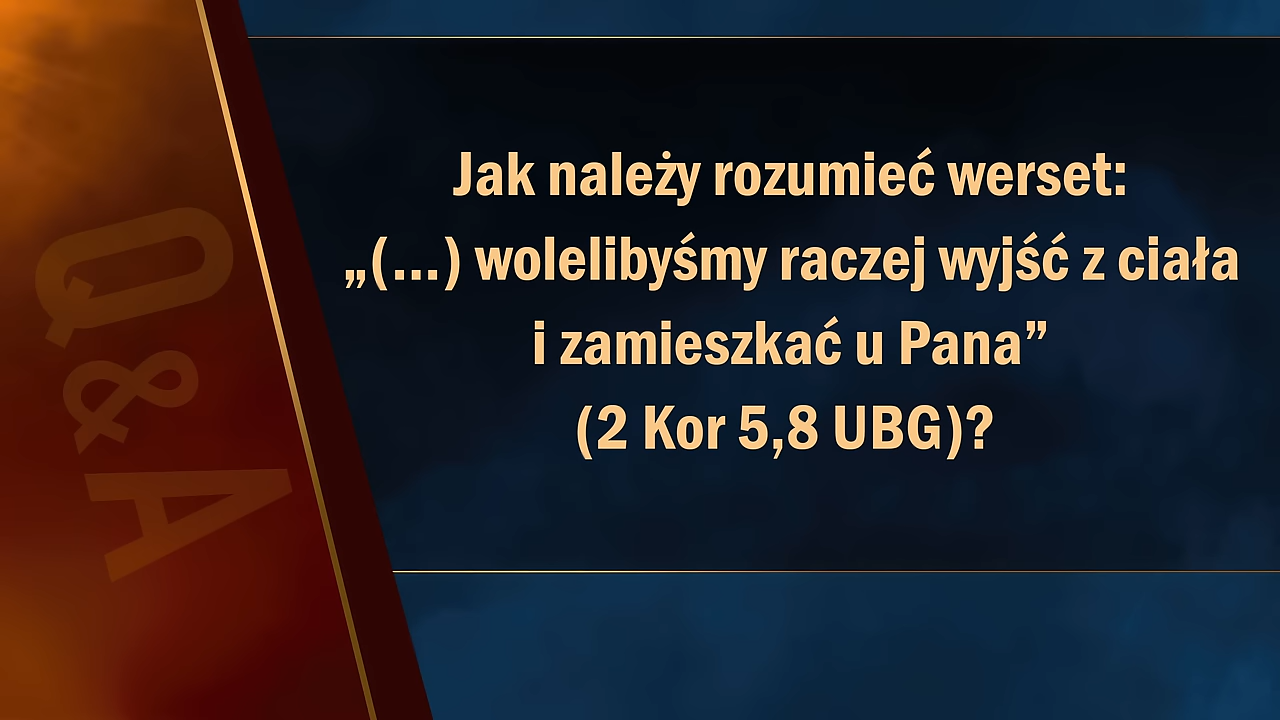 Jak należy rozumieć werset:
„(...) wolelibyśmy raczej wyjść z ciała
i zamieszkać u Pana”
(2 Kor 5,8 UBG)?
Q & A